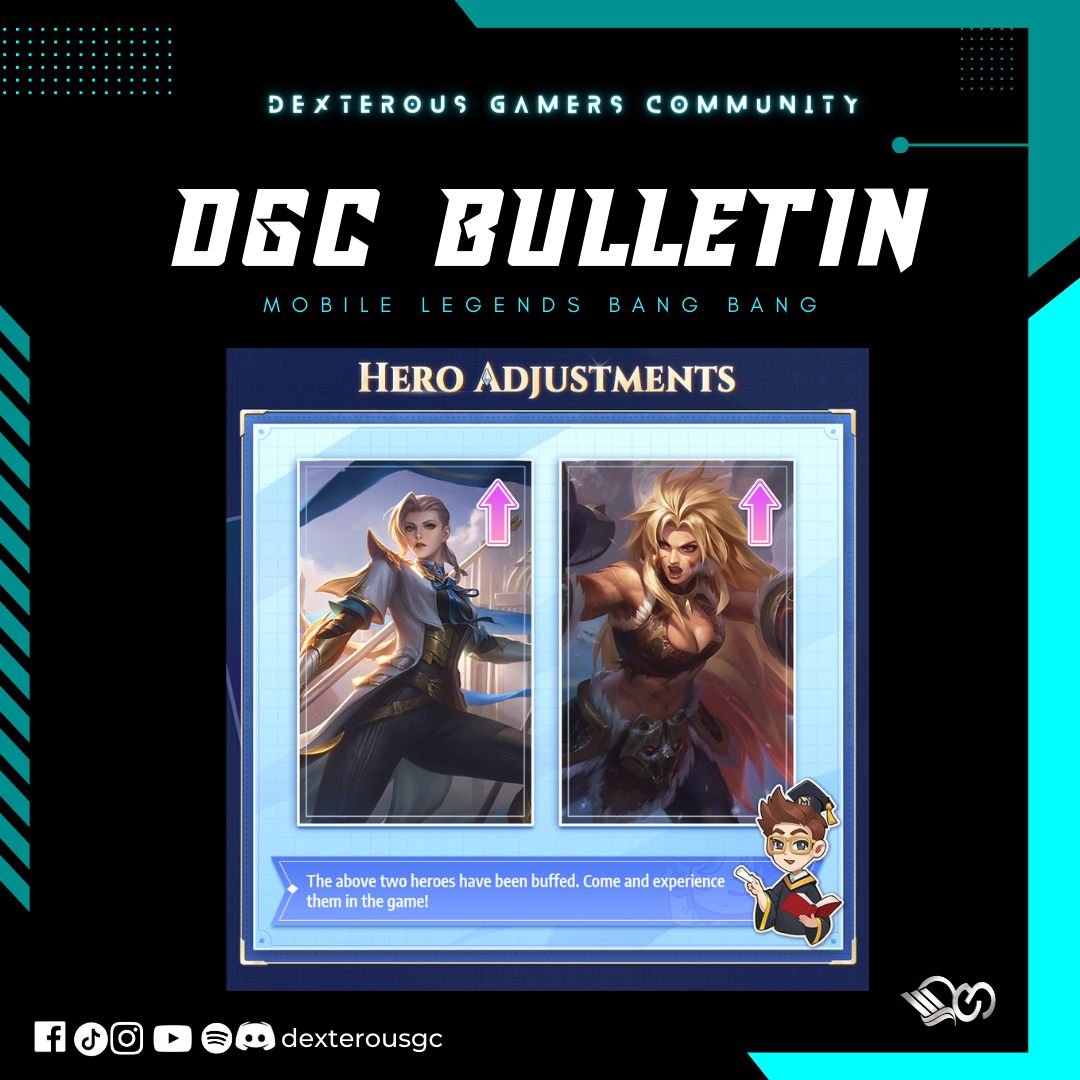 DEXTEROUS GAMERS COMMUNITY
DGC BULLETIN
MOBILE LEGENDS BANG BANG
HERO ADJUSTMENTS
The above two heroes have been buffed. Come and experience
them in the game!
dexterousgc